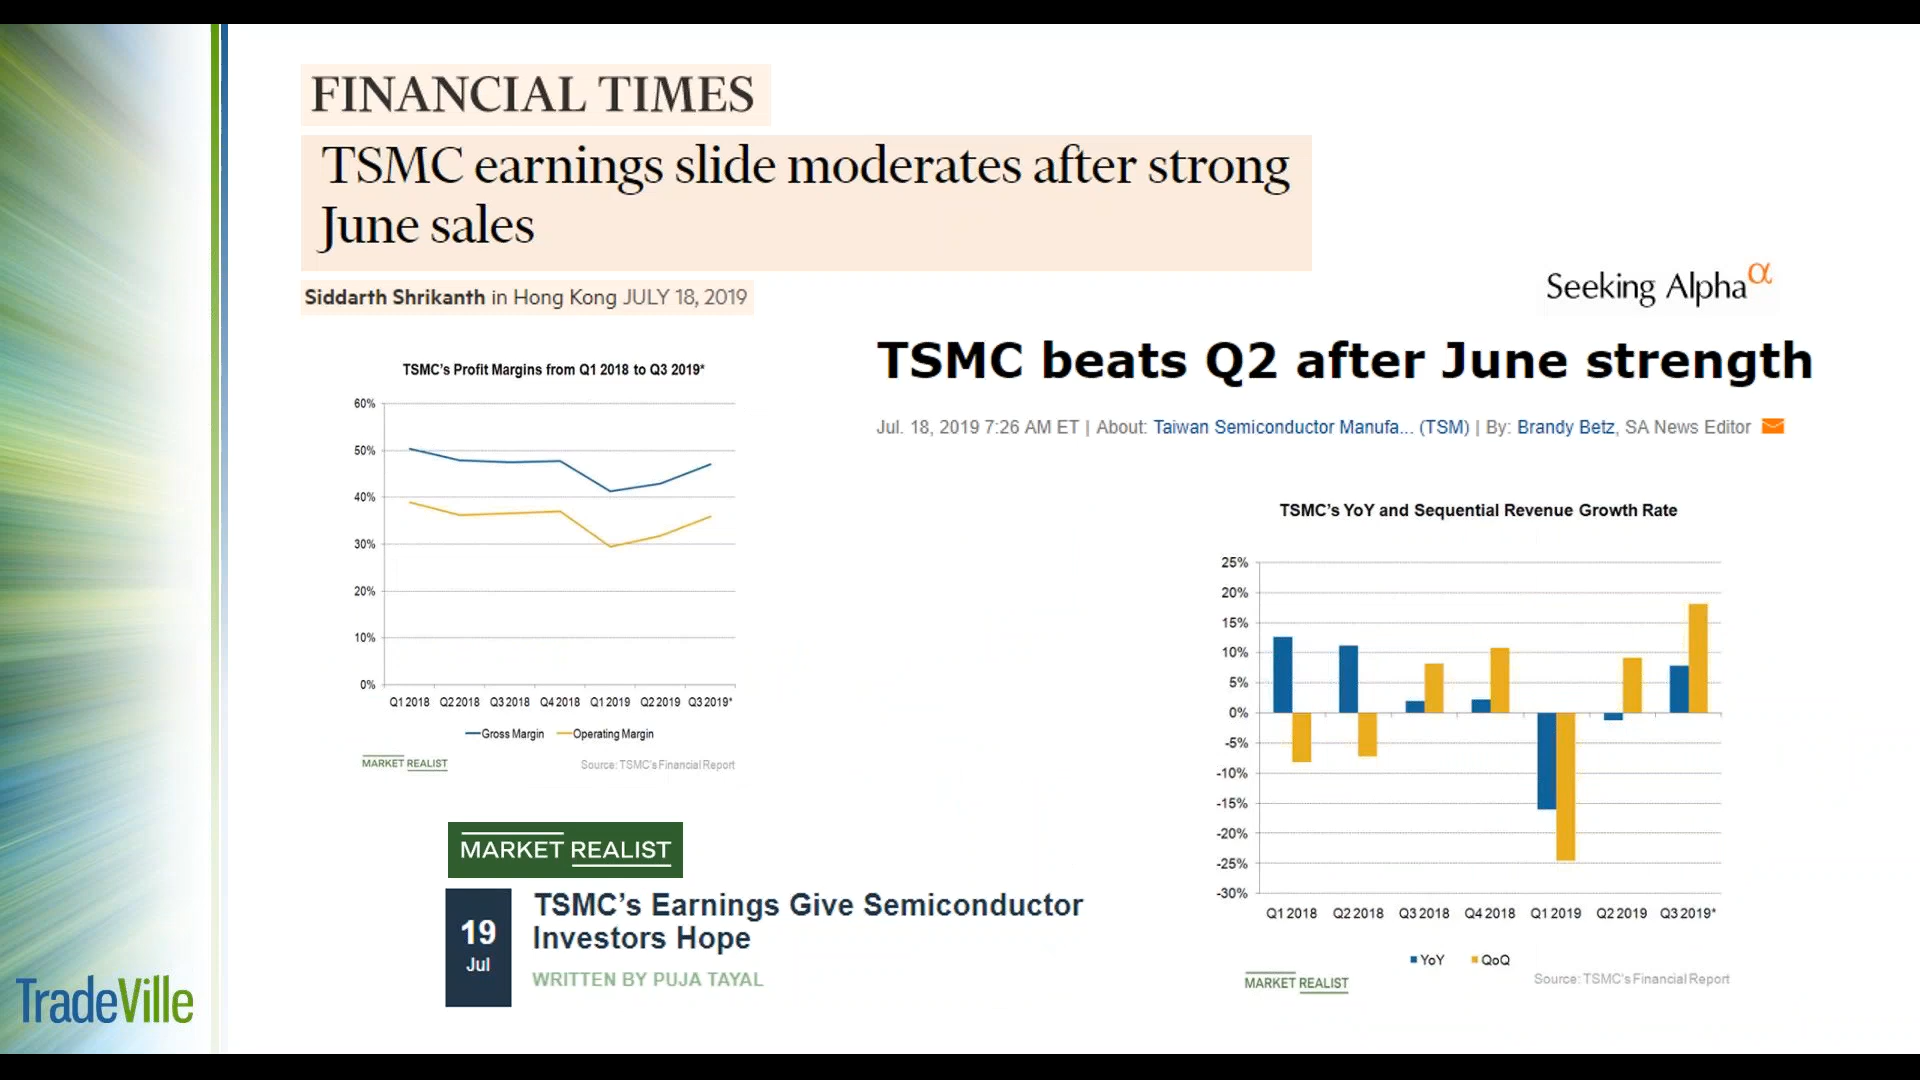 FINANCIAL TIMES
TSMC earnings slide moderates after strong
June sales
Siddarth Shrikanth in Hong Kong JULY 18, 2019
Seeking Alpha α
TSMC beats Q2 after June strength
Jul. 18, 2019 7:26 AM ET | About: Taiwan Semiconductor Manufa... (TSM) | By: Brandy Betz, SA News Editor
TSMC's Profit Margins from Q1 2018 to Q3 2019*
60%
50%
40%
30%
20%
10%
0%
Q1 2018 Q2 2018 Q3 2018 Q4 2018 Q1 2019 Q2 2019 Q3 2019*
Gross Margin Operating Margin
MARKET REALIST
Source: TSMC's Financial Report
TSMC's YoY and Sequential Revenue Growth Rate
25%
20%
15%
10%
5%
0%
-5%
-10%
-15%
-20%
-25%
-30%
Q1 2018 Q2 2018 Q3 2018 Q4 2018 Q1 2019 Q2 2019 Q3 2019*
YoY QoQ
MARKET REALIST
Source: TSMC's Financial Report
MARKET REALIST
19
Jul
TSMC's Earnings Give Semiconductor
Investors Hope
WRITTEN BY PUJA TAYAL
TradeVille